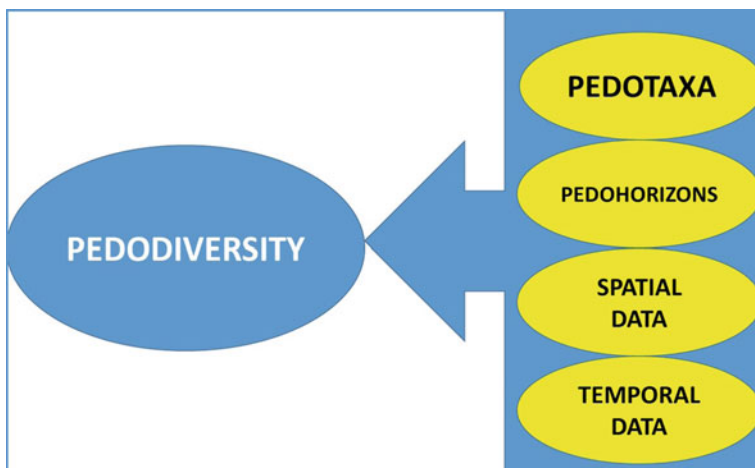 PEDODIVERSITY
PEDOTAXA
PEDOHORIZONS
SPATIAL
DATA
TEMPORAL
DATA